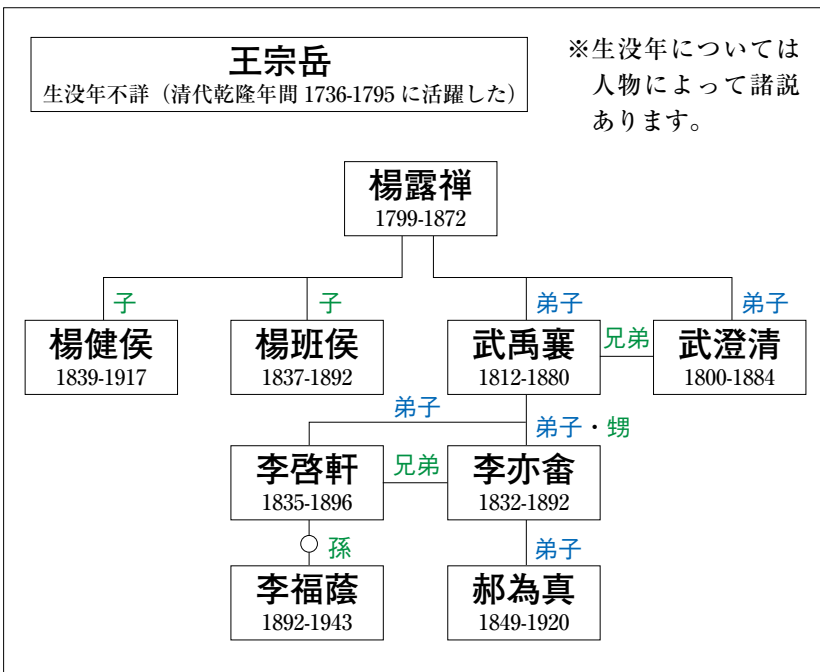 王宗岳
生没年不詳（清代乾隆年間 1736-1795 に活躍した）
※生没年については
人物によって諸説
あります。
楊露禅
1799-1872
子
子
弟子
弟子
楊健侯
1839-1917
楊班侯
1837-1892
武禹襄
1812-1880
兄弟
武澄清
1800-1884
弟子
弟子・甥
李啓軒
1835-1896
兄弟
李亦畬
1832-1892
孫
弟子
李福蔭
1892-1943
郝為真
1849-1920